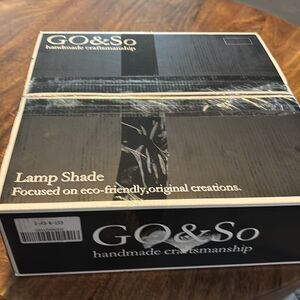 GO&So
handmade craftsmanship
Lamp Shade
Focused on eco-friendly,original creations.
GO&So
handmade craftsmanship